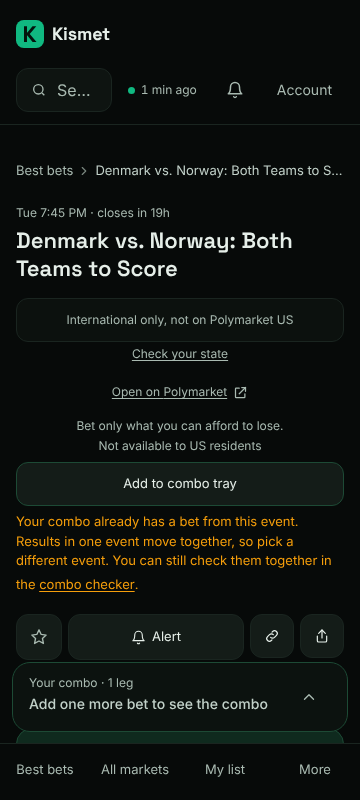 Kismet
Se...
1 min ago
Account
Best bets > Denmark vs. Norway: Both Teams to S...
Tue 7:45 PM · closes in 19h
Denmark vs. Norway: Both
Teams to Score
International only, not on Polymarket US
Check your state
Open on Polymarket
Bet only what you can afford to lose.
Not available to US residents
Add to combo tray
Your combo already has a bet from this event.
Results in one event move together, so pick a
different event. You can still check them together in
the combo checker.
Alert
Your combo · 1 leg
Add one more bet to see the combo
Best bets
All markets
My list
More